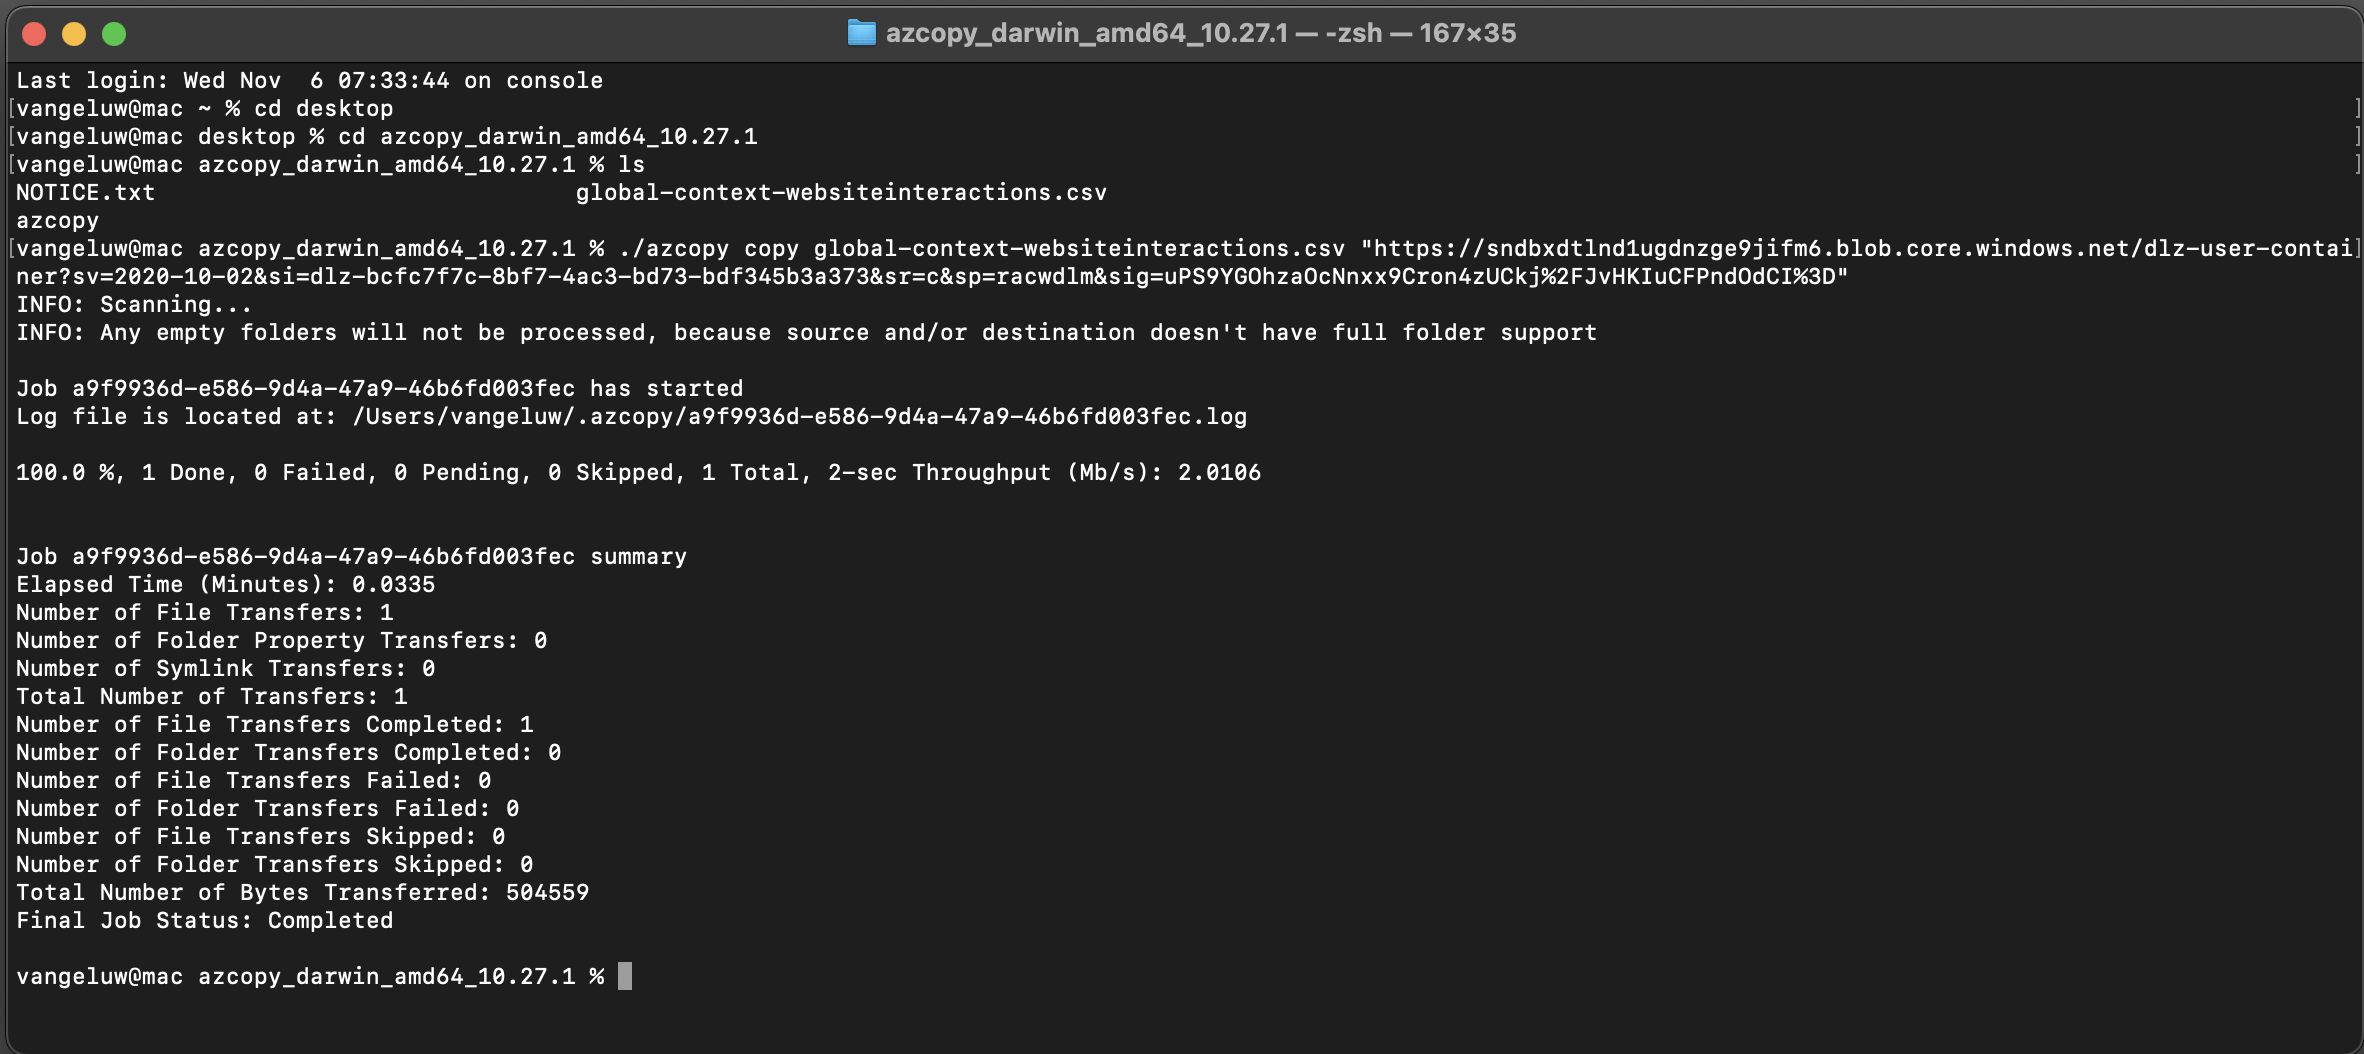 azcopy_darwin_amd64_10.27.1 — -zsh — 167×35
Last login: Wed Nov  6 07:33:44 on console
[vangeluw@mac ~ % cd desktop ]
[vangeluw@mac desktop % cd azcopy_darwin_amd64_10.27.1 ]
[vangeluw@mac azcopy_darwin_amd64_10.27.1 % ls ]
NOTICE.txt global-context-websiteinteractions.csv
azcopy
[vangeluw@mac azcopy_darwin_amd64_10.27.1 % ./azcopy copy global-context-websiteinteractions.csv "https://sndbxdtlnd1ugdnzge9jifm6.blob.core.windows.net/dlz-user-contai]
ner?sv=2020-10-02&si=dlz-bcfc7f7c-8bf7-4ac3-bd73-bdf345b3a373&sr=c&sp=racwdlm&sig=uPS9YGOhzaOcNnxx9Cron4zUCkj%2FJvHKIuCFPndOdCI%3D"
INFO: Scanning...
INFO: Any empty folders will not be processed, because source and/or destination doesn't have full folder support
Job a9f9936d-e586-9d4a-47a9-46b6fd003fec has started
Log file is located at: /Users/vangeluw/.azcopy/a9f9936d-e586-9d4a-47a9-46b6fd003fec.log
100.0 %, 1 Done, 0 Failed, 0 Pending, 0 Skipped, 1 Total, 2-sec Throughput (Mb/s): 2.0106
Job a9f9936d-e586-9d4a-47a9-46b6fd003fec summary
Elapsed Time (Minutes): 0.0335
Number of File Transfers: 1
Number of Folder Property Transfers: 0
Number of Symlink Transfers: 0
Total Number of Transfers: 1
Number of File Transfers Completed: 1
Number of Folder Transfers Completed: 0
Number of File Transfers Failed: 0
Number of Folder Transfers Failed: 0
Number of File Transfers Skipped: 0
Number of Folder Transfers Skipped: 0
Total Number of Bytes Transferred: 504559
Final Job Status: Completed
vangeluw@mac azcopy_darwin_amd64_10.27.1 %